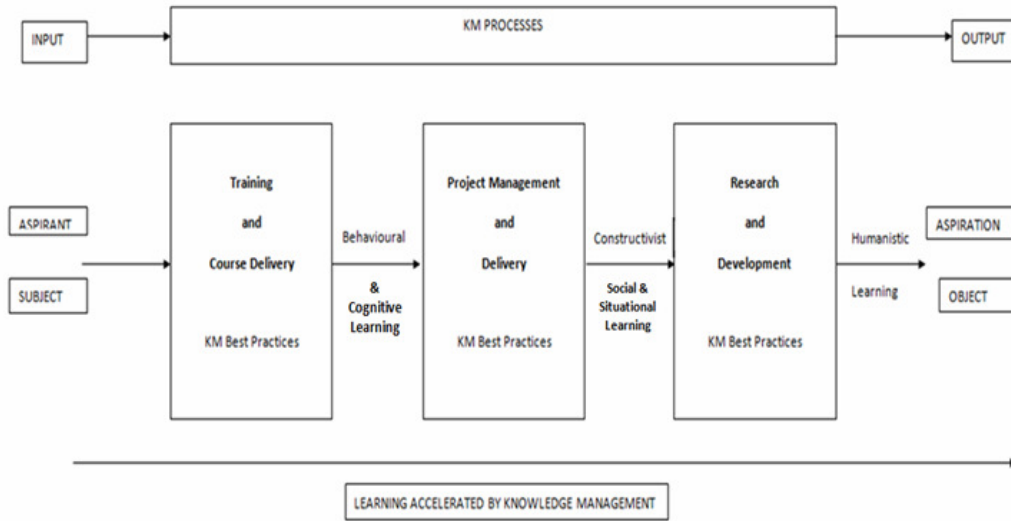 INPUT
KM PROCESSES
OUTPUT
ASPIRANT
SUBJECT
Training
and
Course Delivery
KM Best Practices
Behavioural
&
Cognitive
Learning
Project Management
and
Delivery
KM Best Practices
Constructivist
Social &
Situational
Learning
Research
and
Development
KM Best Practices
Humanistic
Learning
ASPIRATION
OBJECT
LEARNING ACCELERATED BY KNOWLEDGE MANAGEMENT